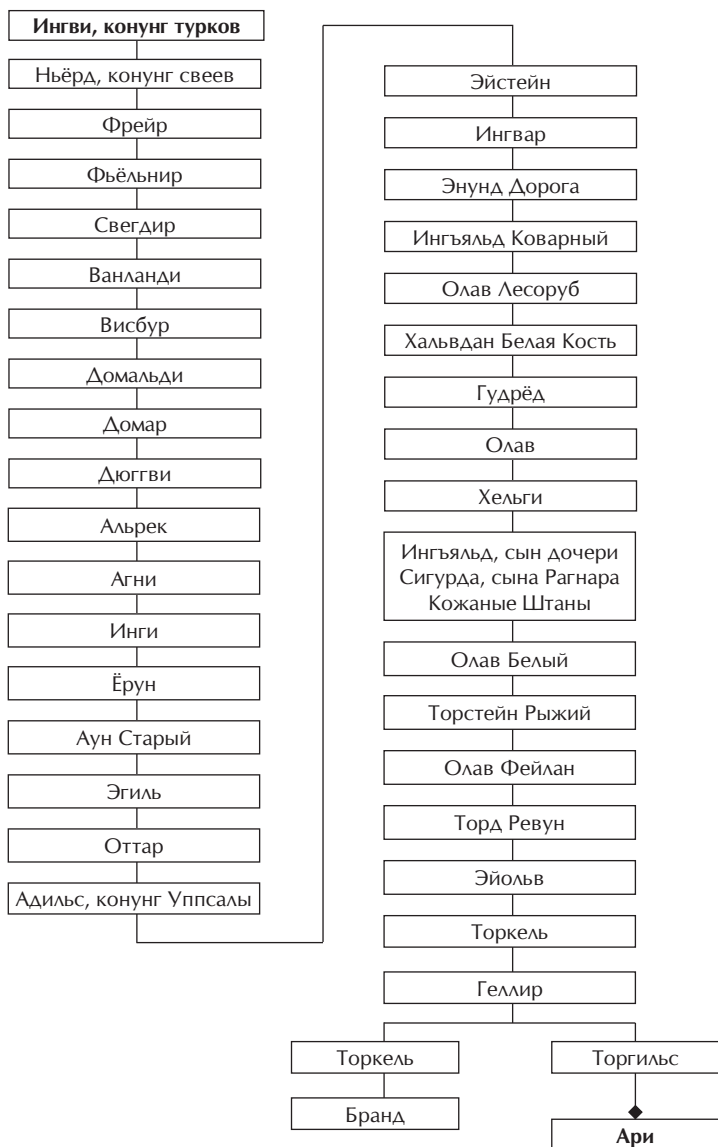 Ингви, конунг турков
Ньёрд, конунг свеев
Фрейр
Фьёльнир
Свегдир
Ванланди
Висбур
Домальди
Домар
Дюггви
Альрек
Агни
Инги
Ёрун
Аун Старый
Эгиль
Оттар
Адильс, конунг Уппсалы
Эйстейн
Ингвар
Энунд Дорога
Ингъяльд Коварный
Олав Лесоруб
Хальвдан Белая Кость
Гудрёд
Олав
Хельги
Ингъяльд, сын дочери
Сигурда, сына Рагнара
Кожаные Штаны
Олав Белый
Торстейн Рыжий
Олав Фейлан
Торд Ревун
Эйольв
Торкель
Геллир
Торкель
Торгильс
Бранд
Ари